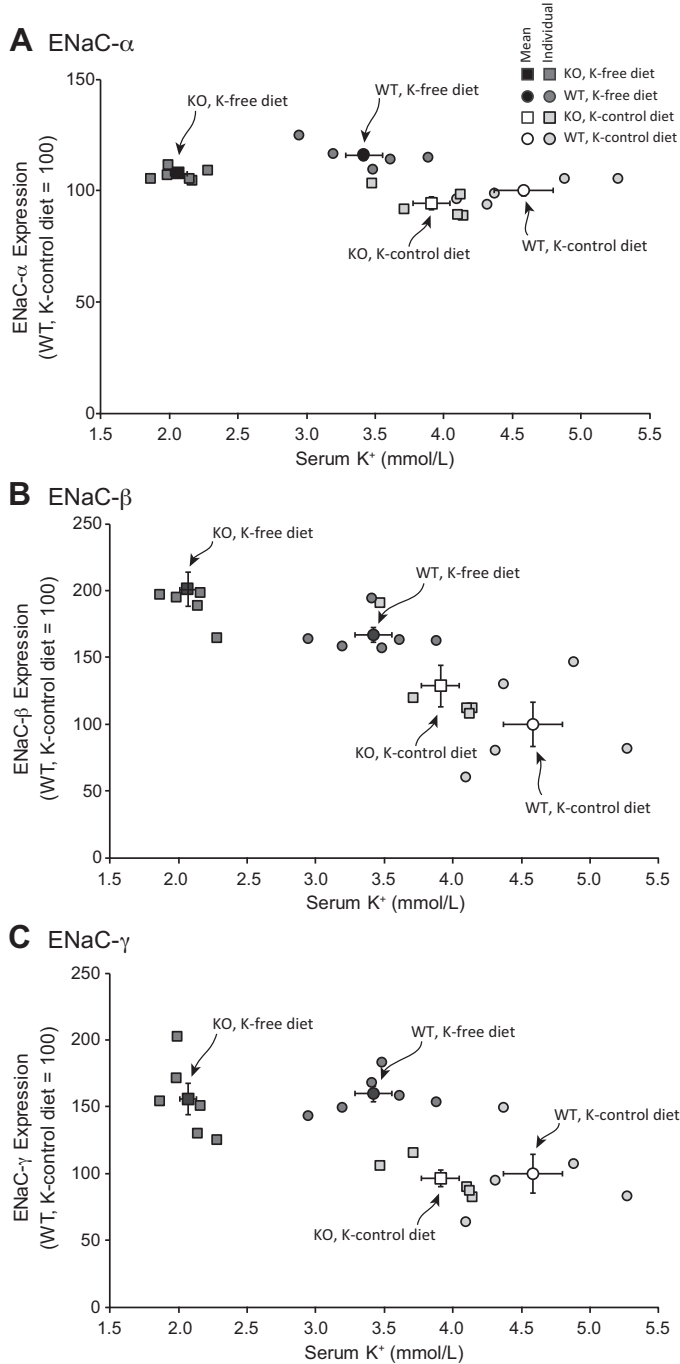 A ENaC-α
Mean
Individual
KO, K-free diet
WT, K-free diet
KO, K-control diet
WT, K-control diet
ENaC-α Expression
(WT, K-control diet = 100)
150
100
50
0
KO, K-free diet
WT, K-free diet
KO, K-control diet
WT, K-control diet
1.5 2.0 2.5 3.0 3.5 4.0 4.5 5.0 5.5
Serum K⁺ (mmol/L)
B ENaC-β
ENaC-β Expression
(WT, K-control diet = 100)
250
200
150
100
50
0
KO, K-free diet
WT, K-free diet
KO, K-control diet
WT, K-control diet
1.5 2.0 2.5 3.0 3.5 4.0 4.5 5.0 5.5
Serum K⁺ (mmol/L)
C ENaC-γ
ENaC-γ Expression
(WT, K-control diet = 100)
250
200
150
100
50
0
KO, K-free diet
WT, K-free diet
WT, K-control diet
KO, K-control diet
1.5 2.0 2.5 3.0 3.5 4.0 4.5 5.0 5.5
Serum K⁺ (mmol/L)